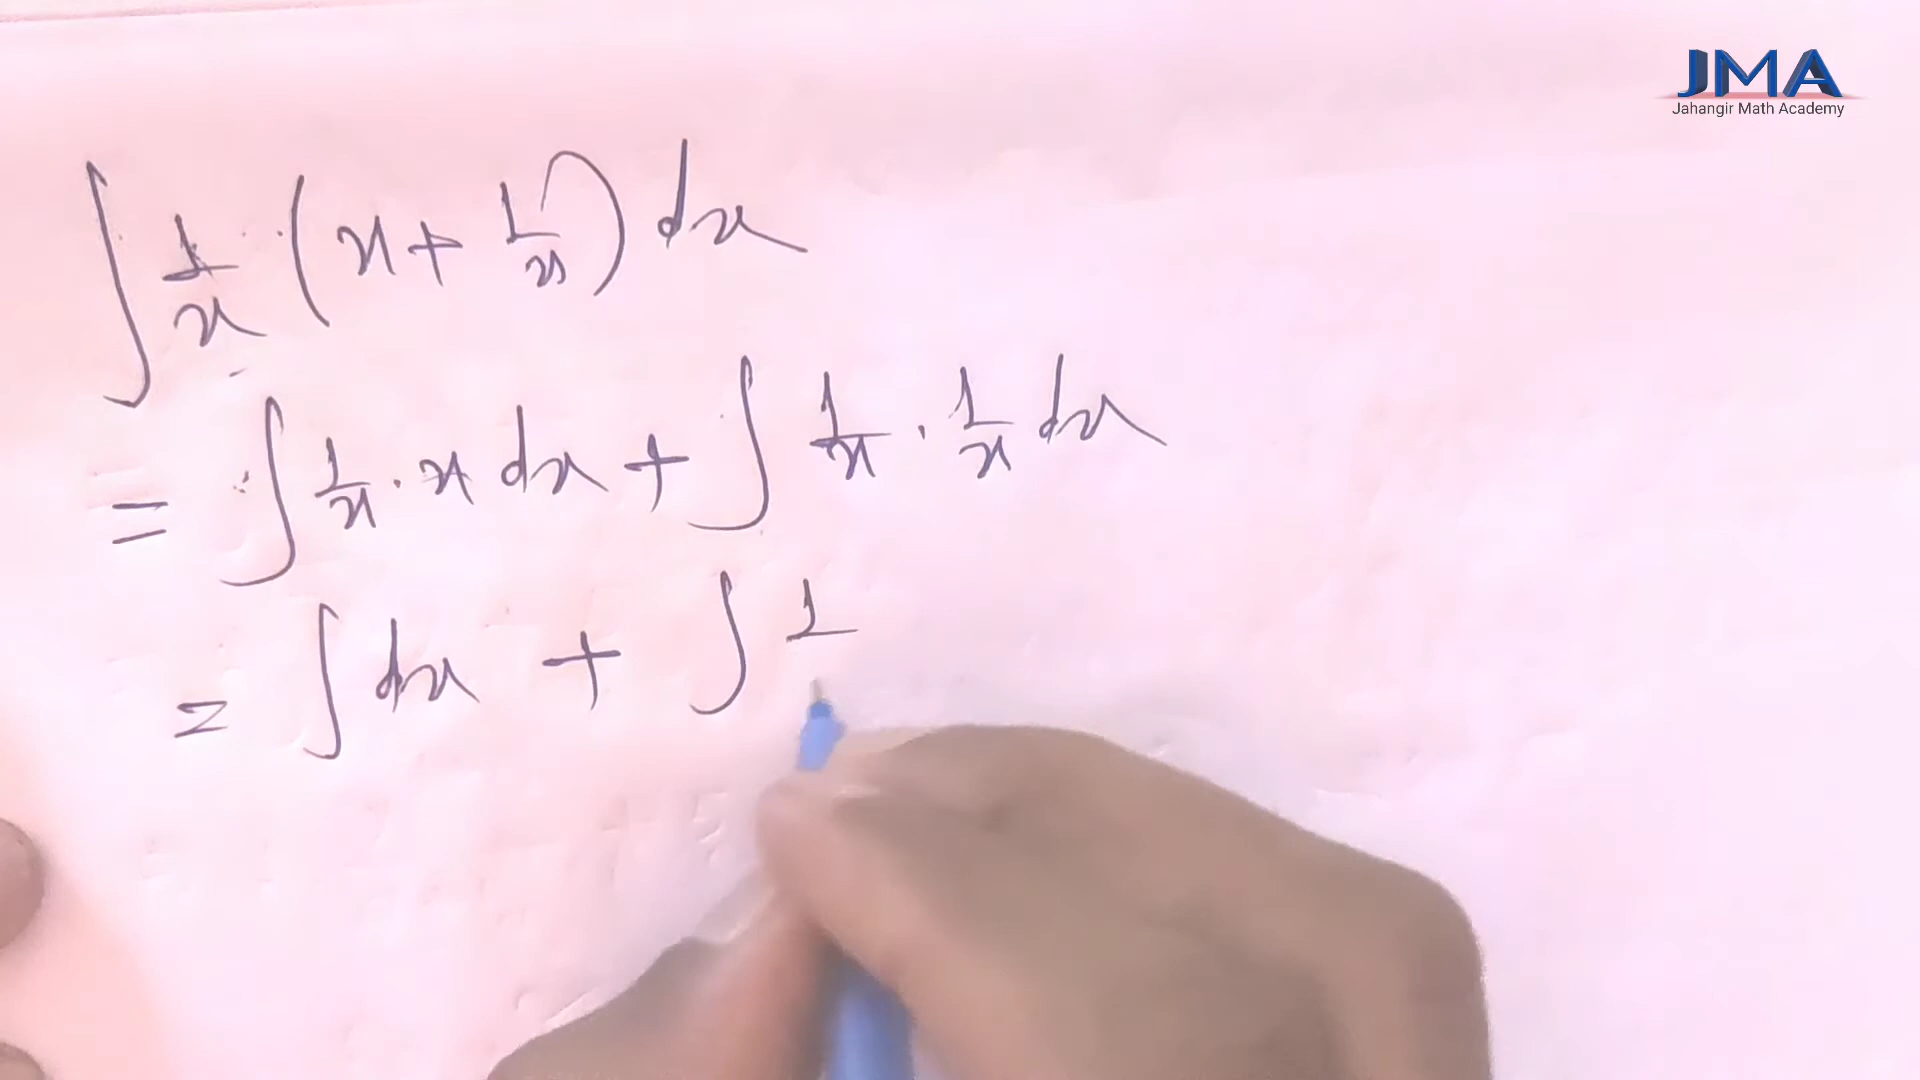 JMA
Jahangir Math Academy
∫ 1/x (x + 1/x) dx
= ∫ 1/x · x dx + ∫ 1/x · 1/x dx
= ∫ dx + ∫ 1